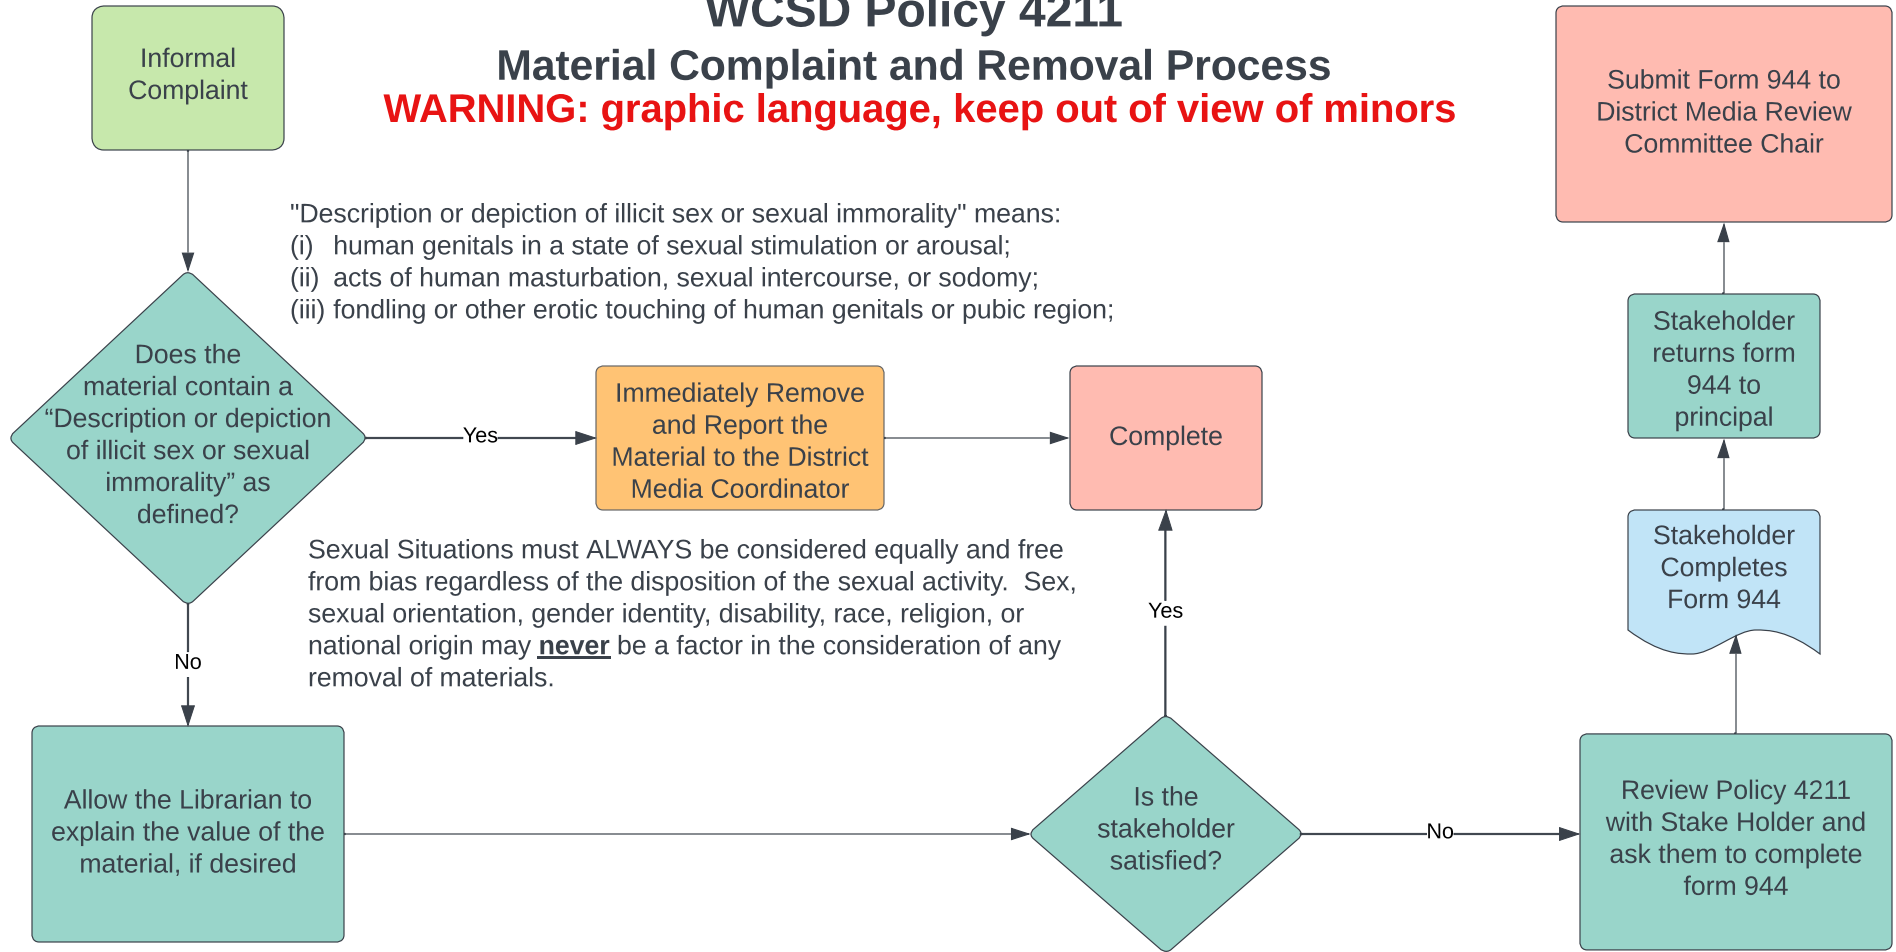 WCSD Policy 4211
Material Complaint and Removal Process
WARNING: graphic language, keep out of view of minors
Informal
Complaint
"Description or depiction of illicit sex or sexual immorality" means:
(i) human genitals in a state of sexual stimulation or arousal;
(ii) acts of human masturbation, sexual intercourse, or sodomy;
(iii) fondling or other erotic touching of human genitals or pubic region;
Does the
material contain a
“Description or depiction
of illicit sex or sexual
immorality” as
defined?
Yes
Immediately Remove
and Report the
Material to the District
Media Coordinator
Complete
Sexual Situations must ALWAYS be considered equally and free
from bias regardless of the disposition of the sexual activity. Sex,
sexual orientation, gender identity, disability, race, religion, or
national origin may never be a factor in the consideration of any
removal of materials.
No
Allow the Librarian to
explain the value of the
material, if desired
Yes
Is the
stakeholder
satisfied?
No
Review Policy 4211
with Stake Holder and
ask them to complete
form 944
Stakeholder
Completes
Form 944
Stakeholder
returns form
944 to
principal
Submit Form 944 to
District Media Review
Committee Chair